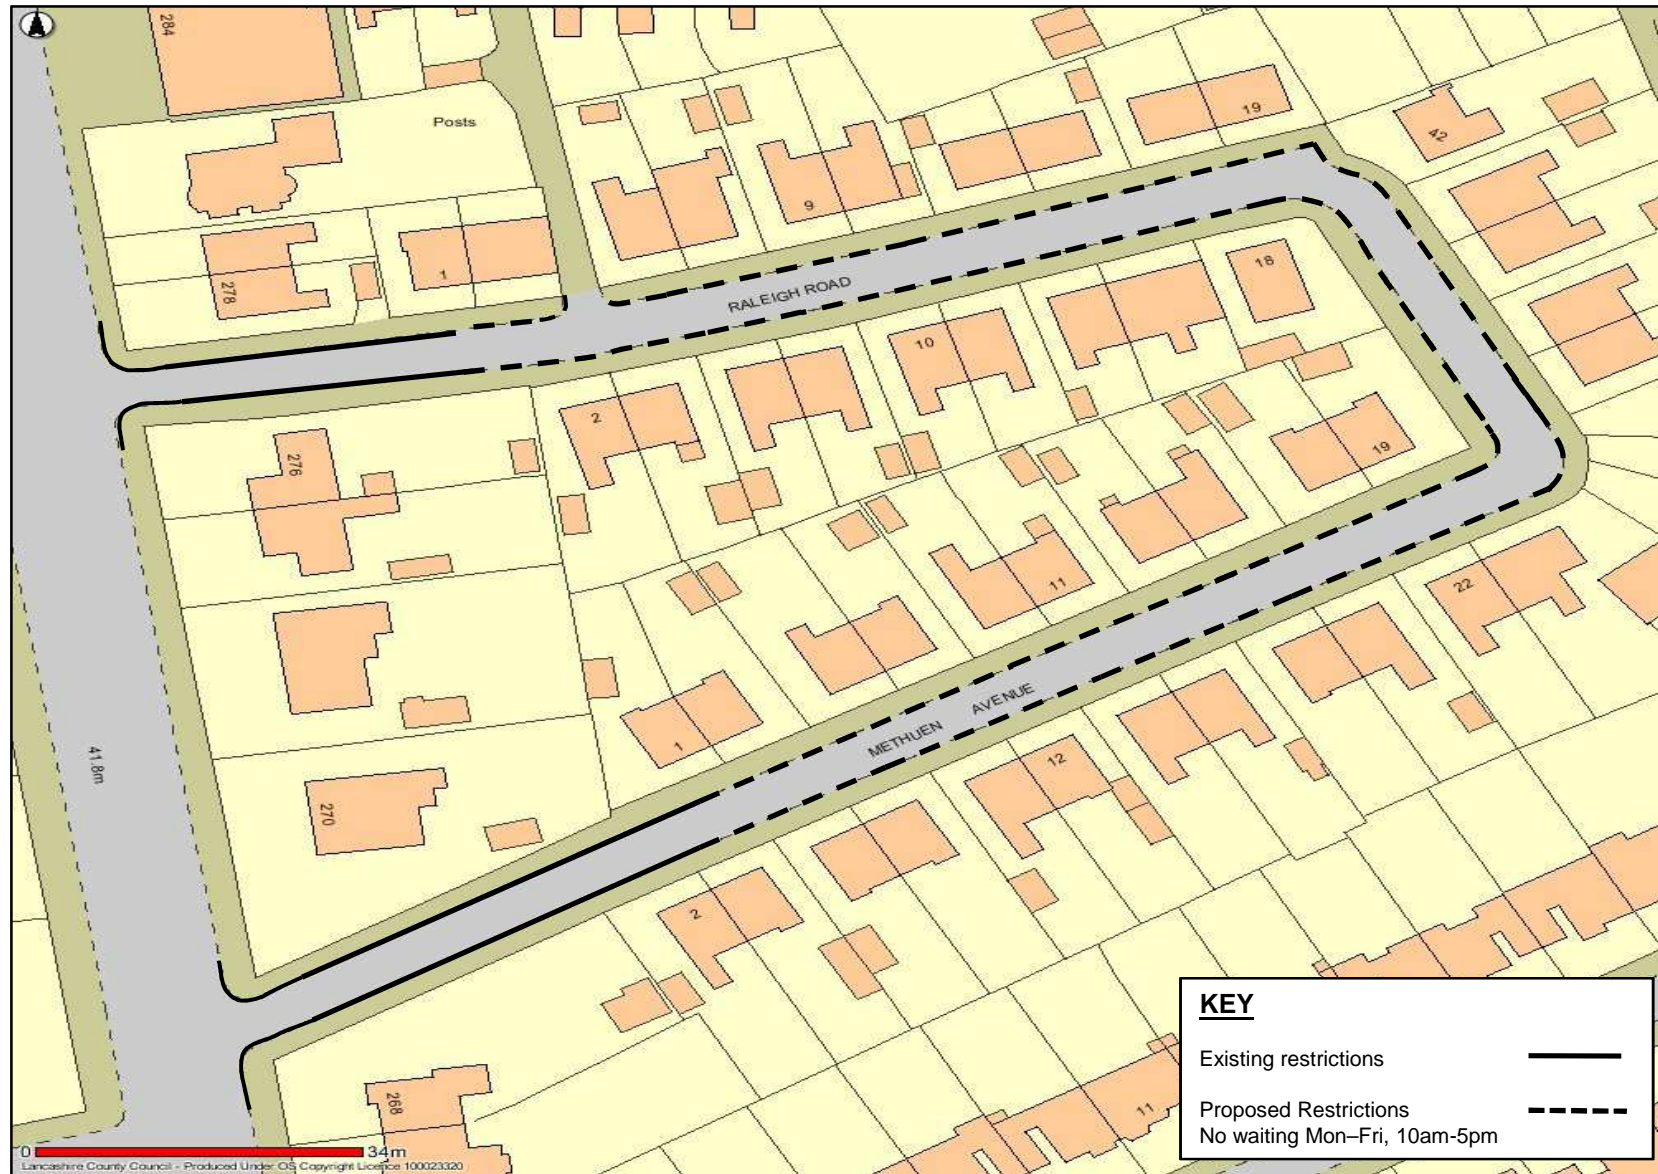 284
Posts
19
42
9
1
278
RALEIGH ROAD
18
10
2
276
19
11
22
1
METHUEN AVENUE
41.8m
12
270
2
268
11
KEY
Existing restrictions
Proposed Restrictions
No waiting Mon–Fri, 10am-5pm
0 34m
Lancashire County Council - Produced Under OS Copyright Licence 100023320